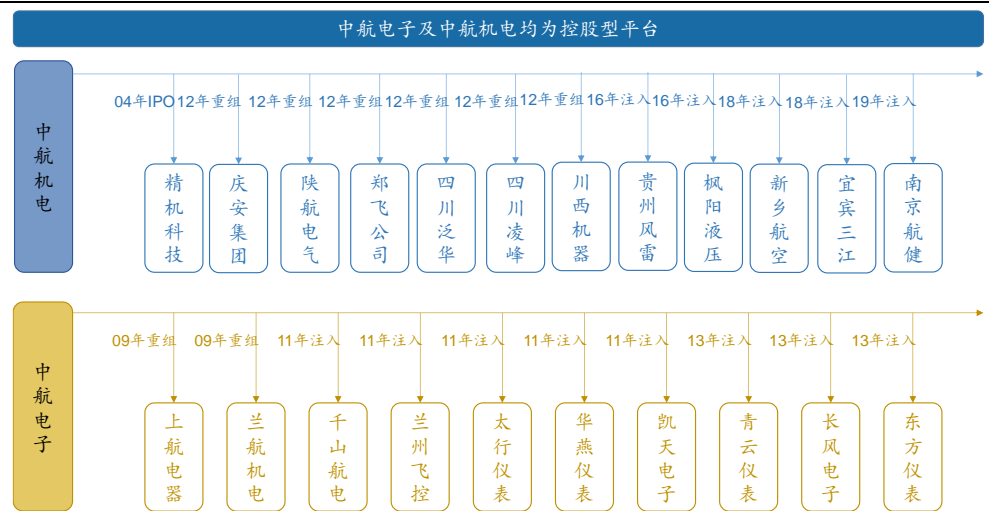 中航电子及中航机电均为控股型平台
中航机电
04年IPO 12年重组 12年重组 12年重组 12年重组 12年重组 12年重组 16年注入 16年注入 18年注入 18年注入 19年注入
精机科技
庆安集团
陕航电气
郑飞公司
四川泛华
四川凌峰
川西机器
贵州风雷
枫阳液压
新乡航空
宜宾三江
南京航健
中航电子
09年重组 09年重组 11年注入 11年注入 11年注入 11年注入 11年注入 13年注入 13年注入 13年注入
上航电器
兰航机电
千山航电
兰州飞控
太行仪表
华燕仪表
凯天电子
青云仪表
长风电子
东方仪表